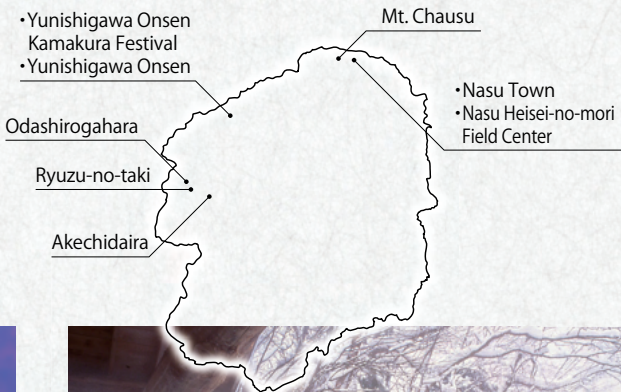 •Yunishigawa Onsen
Kamakura Festival
•Yunishigawa Onsen
Mt. Chausu
•Nasu Town
•Nasu Heisei-no-mori
Field Center
Odashirogahara
Ryuzu-no-taki
Akechidaira